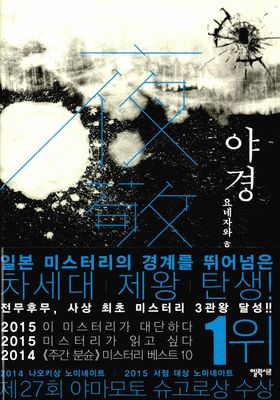 夜警
야경
요네자와 호
일본 미스터리의 경계를 뛰어넘은
차세대 제왕 탄생!
전무후무, 사상 최초 미스터리 3관왕 달성!!
2015 이 미스터리가 대단하다
2015 미스터리가 읽고 싶다
2014 《주간 분슌》 미스터리 베스트 10
1위
2014 나오키상 노미네이트 | 2015 서점 대상 노미네이트
제27회 야마모토 슈고로상 수상
엘릭시르